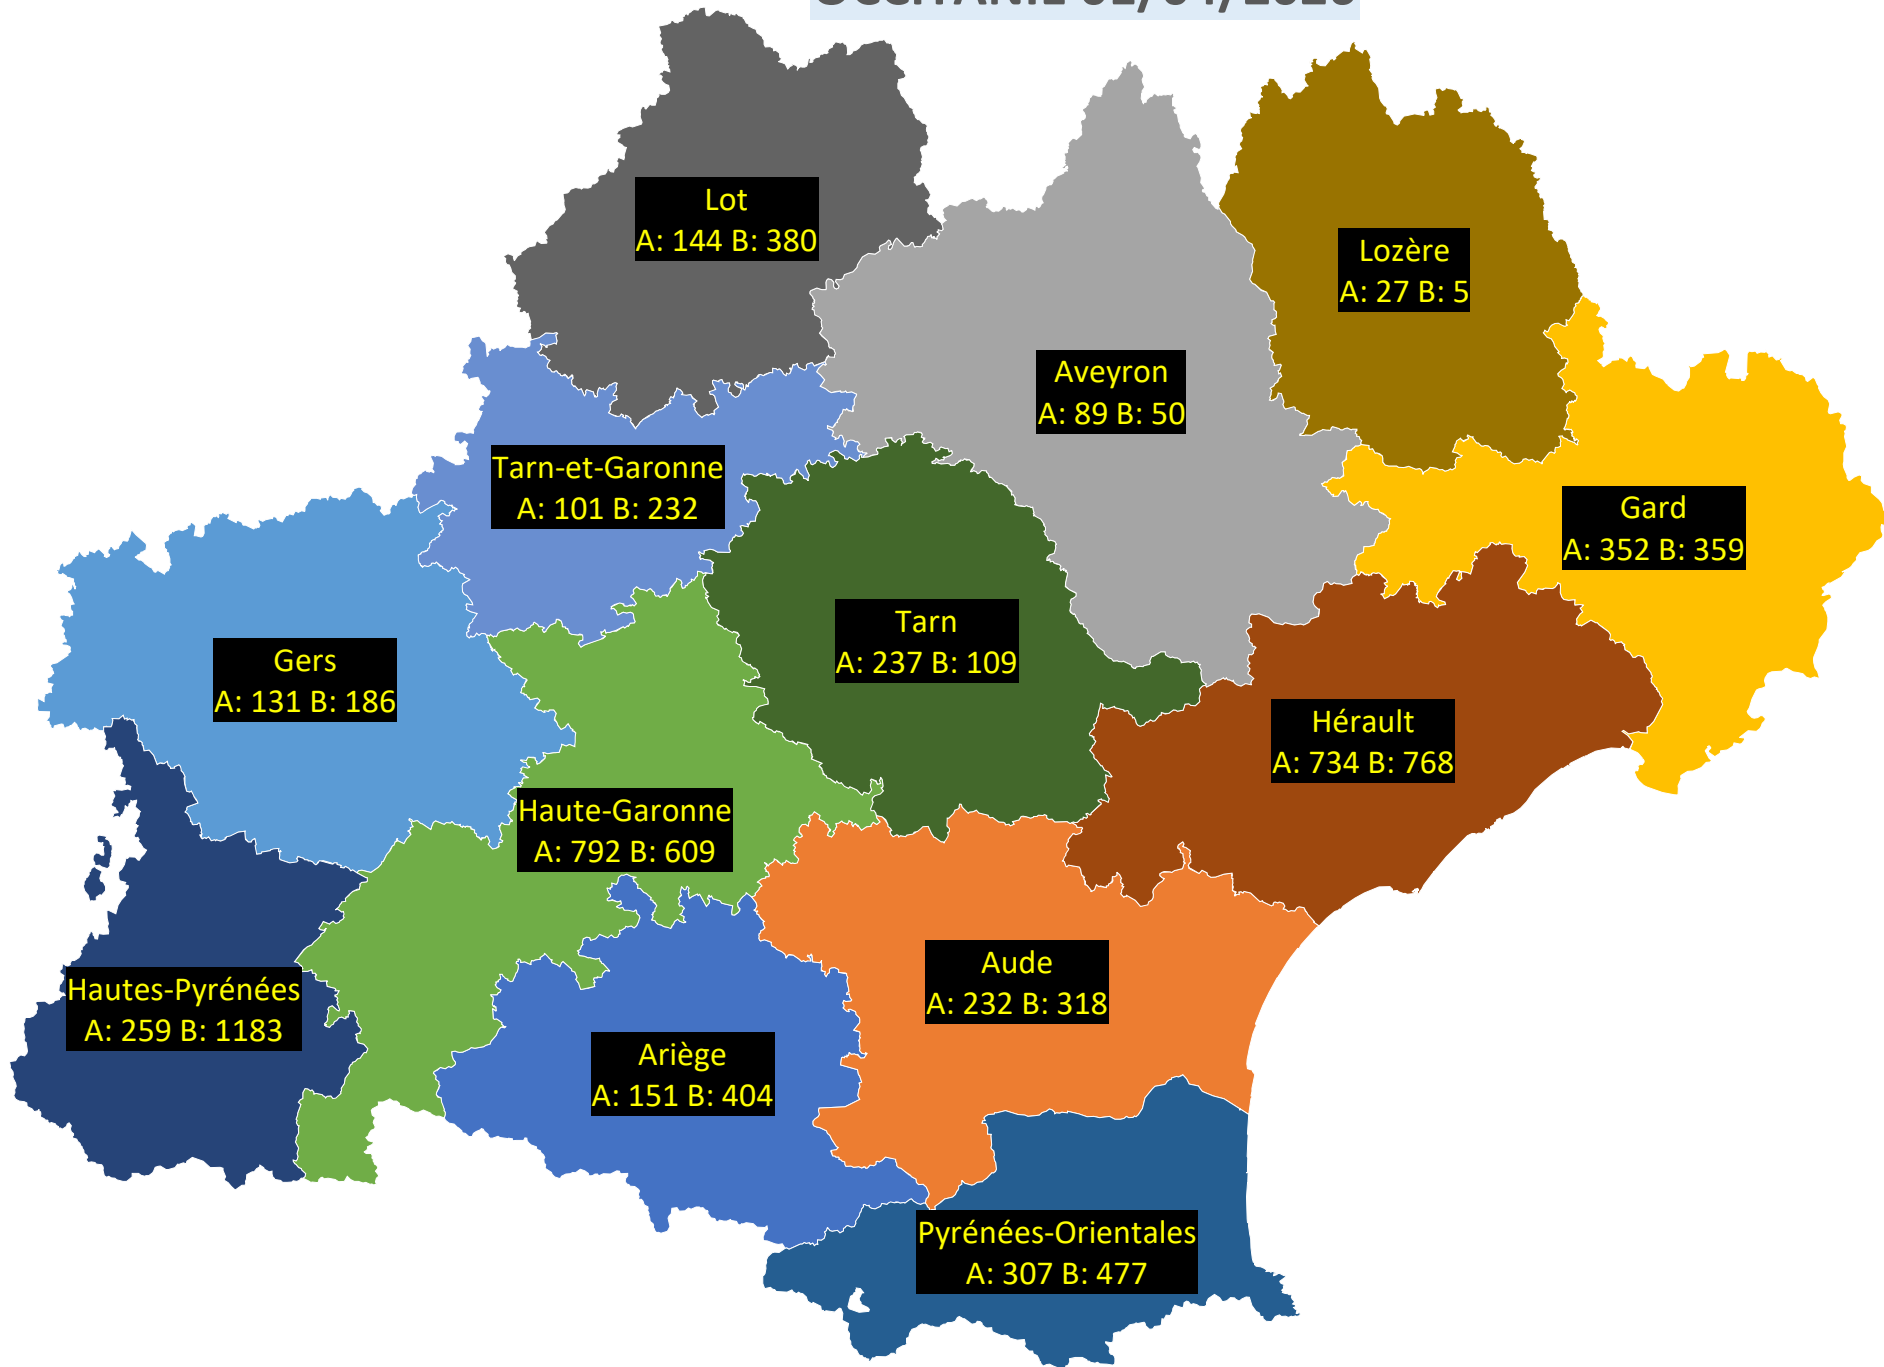 OCCITANIE
Lot
A: 144 B: 380
Lozère
A: 27 B: 5
Aveyron
A: 89 B: 50
Tarn-et-Garonne
A: 101 B: 232
Gard
A: 352 B: 359
Tarn
A: 237 B: 109
Gers
A: 131 B: 186
Hérault
A: 734 B: 768
Haute-Garonne
A: 792 B: 609
Aude
A: 232 B: 318
Hautes-Pyrénées
A: 259 B: 1183
Ariège
A: 151 B: 404
Pyrénées-Orientales
A: 307 B: 477